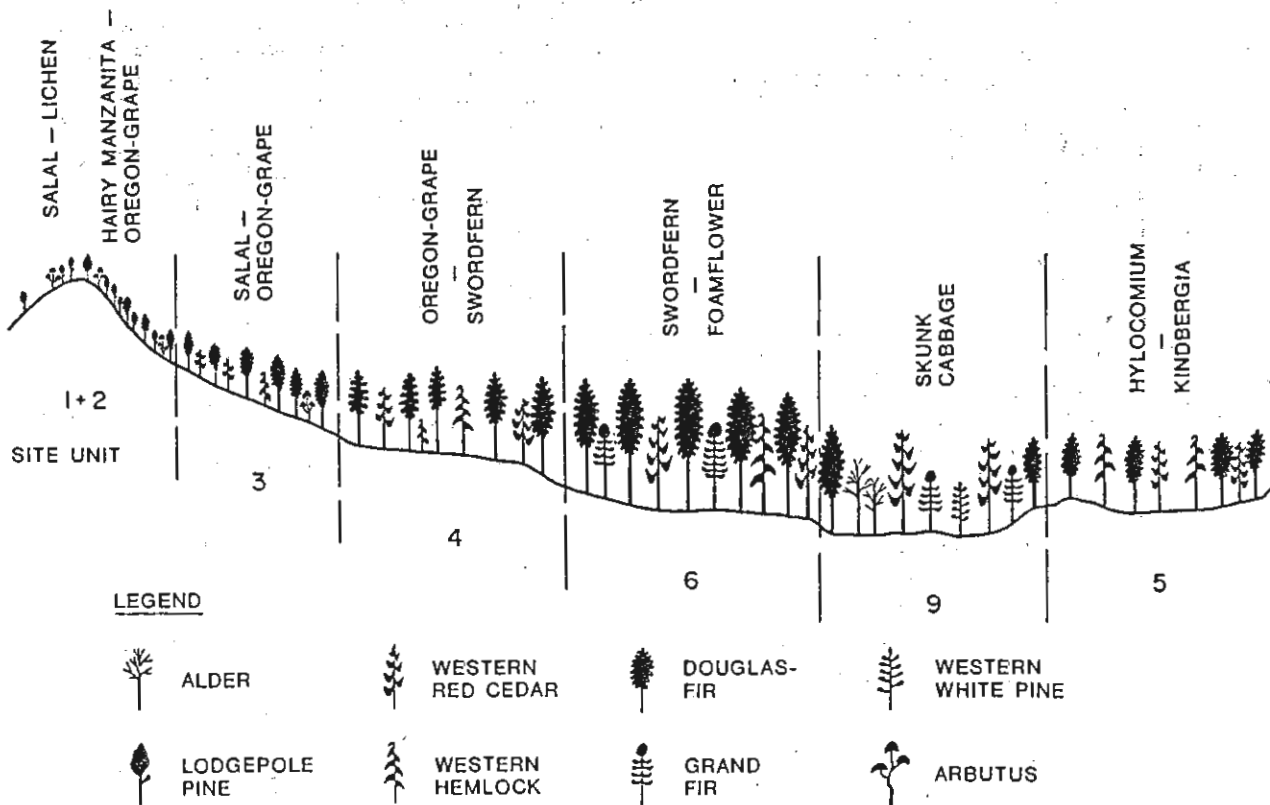 SALAL — LICHEN
HAIRY MANZANITA —
OREGON-GRAPE
SALAL —
OREGON-GRAPE
OREGON-GRAPE
—
SWORDFERN
SWORDFERN
—
FOAMFLOWER
SKUNK
CABBAGE
HYLOCOMIUM
—
KINDBERGIA
1+2
SITE UNIT
3
4
6
9
5
LEGEND
ALDER
WESTERN
RED CEDAR
DOUGLAS-
FIR
WESTERN
WHITE PINE
LODGEPOLE
PINE
WESTERN
HEMLOCK
GRAND
FIR
ARBUTUS